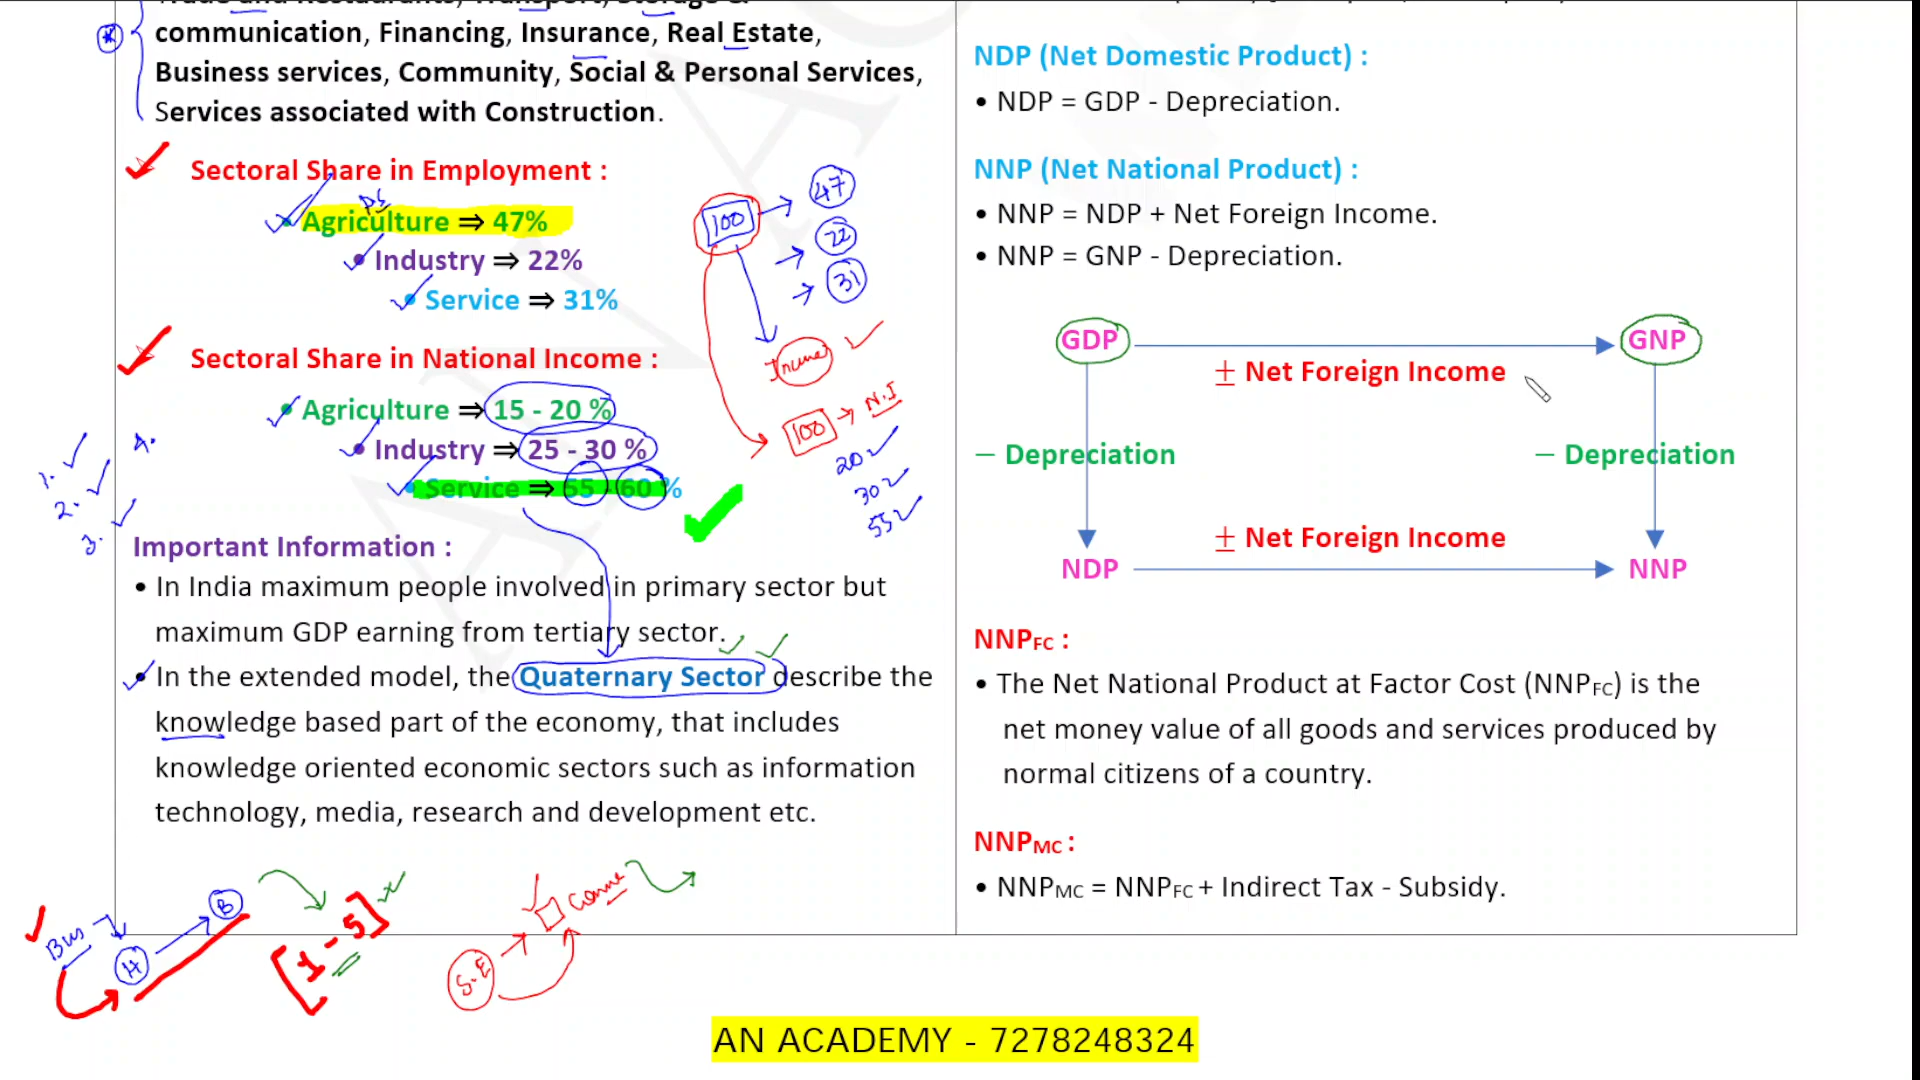 communication, Financing, Insurance, Real Estate,
Business services, Community, Social & Personal Services,
Services associated with Construction.
Sectoral Share in Employment :
Agriculture ⇒ 47%
Industry ⇒ 22%
Service ⇒ 31%
100 → 47
→ 22
→ 31
Income
Sectoral Share in National Income :
Agriculture ⇒ 15 - 20 %
Industry ⇒ 25 - 30 %
Service ⇒ 55 - 60 %
100 → N.I
20
30
55
1.
2.
3.
4.
Important Information :
• In India maximum people involved in primary sector but
maximum GDP earning from tertiary sector.
• In the extended model, the Quaternary Sector describe the
knowledge based part of the economy, that includes
knowledge oriented economic sectors such as information
technology, media, research and development etc.
Bus
H
B
[1 - 5]
S.E
NDP (Net Domestic Product) :
• NDP = GDP - Depreciation.
NNP (Net National Product) :
• NNP = NDP + Net Foreign Income.
• NNP = GNP - Depreciation.
GDP
GNP
± Net Foreign Income
– Depreciation
– Depreciation
± Net Foreign Income
NDP
NNP
NNPFC :
• The Net National Product at Factor Cost (NNPFC) is the
net money value of all goods and services produced by
normal citizens of a country.
NNPMC :
• NNPMC = NNPFC + Indirect Tax - Subsidy.
AN ACADEMY - 7278248324